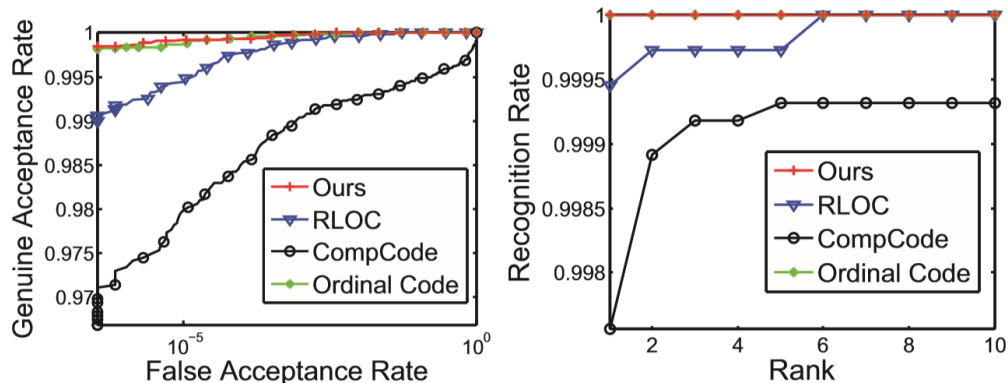 Genuine Acceptance Rate
1
0.995
0.99
0.985
0.98
0.975
0.97
Ours
RLOC
CompCode
Ordinal Code
10⁻⁵
10⁰
False Acceptance Rate
Recognition Rate
1
0.9995
0.999
0.9985
0.998
Ours
RLOC
CompCode
Ordinal Code
2
4
6
8
10
Rank